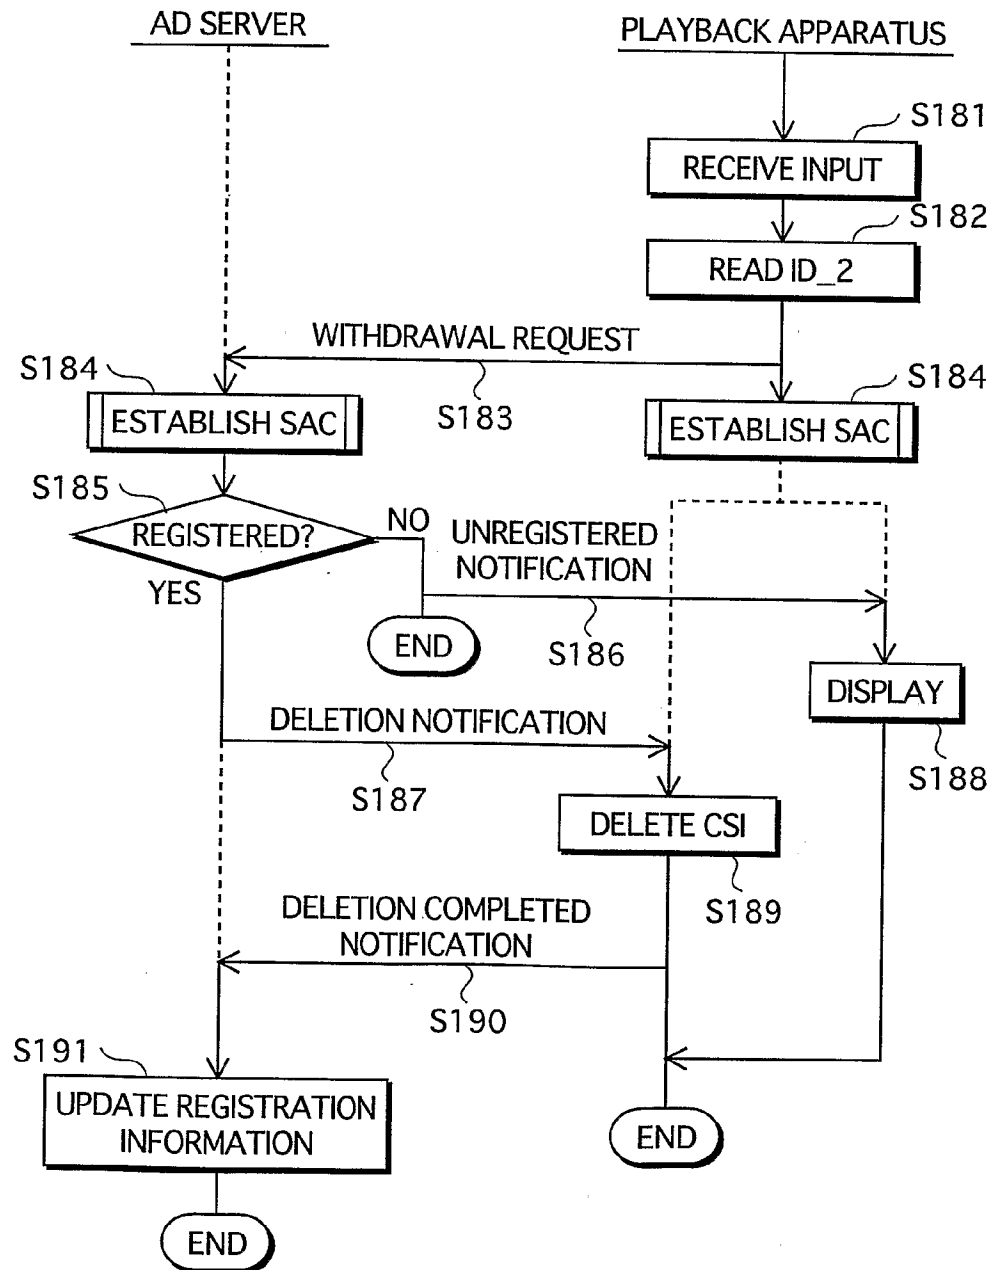 AD SERVER
PLAYBACK APPARATUS
S181
RECEIVE INPUT
S182
READ ID_2
WITHDRAWAL REQUEST
S183
S184
ESTABLISH SAC
S184
ESTABLISH SAC
S185
REGISTERED?
NO
YES
UNREGISTERED
NOTIFICATION
S186
END
DISPLAY
S188
DELETION NOTIFICATION
S187
DELETE CSI
S189
DELETION COMPLETED
NOTIFICATION
S190
S191
UPDATE REGISTRATION
INFORMATION
END
END